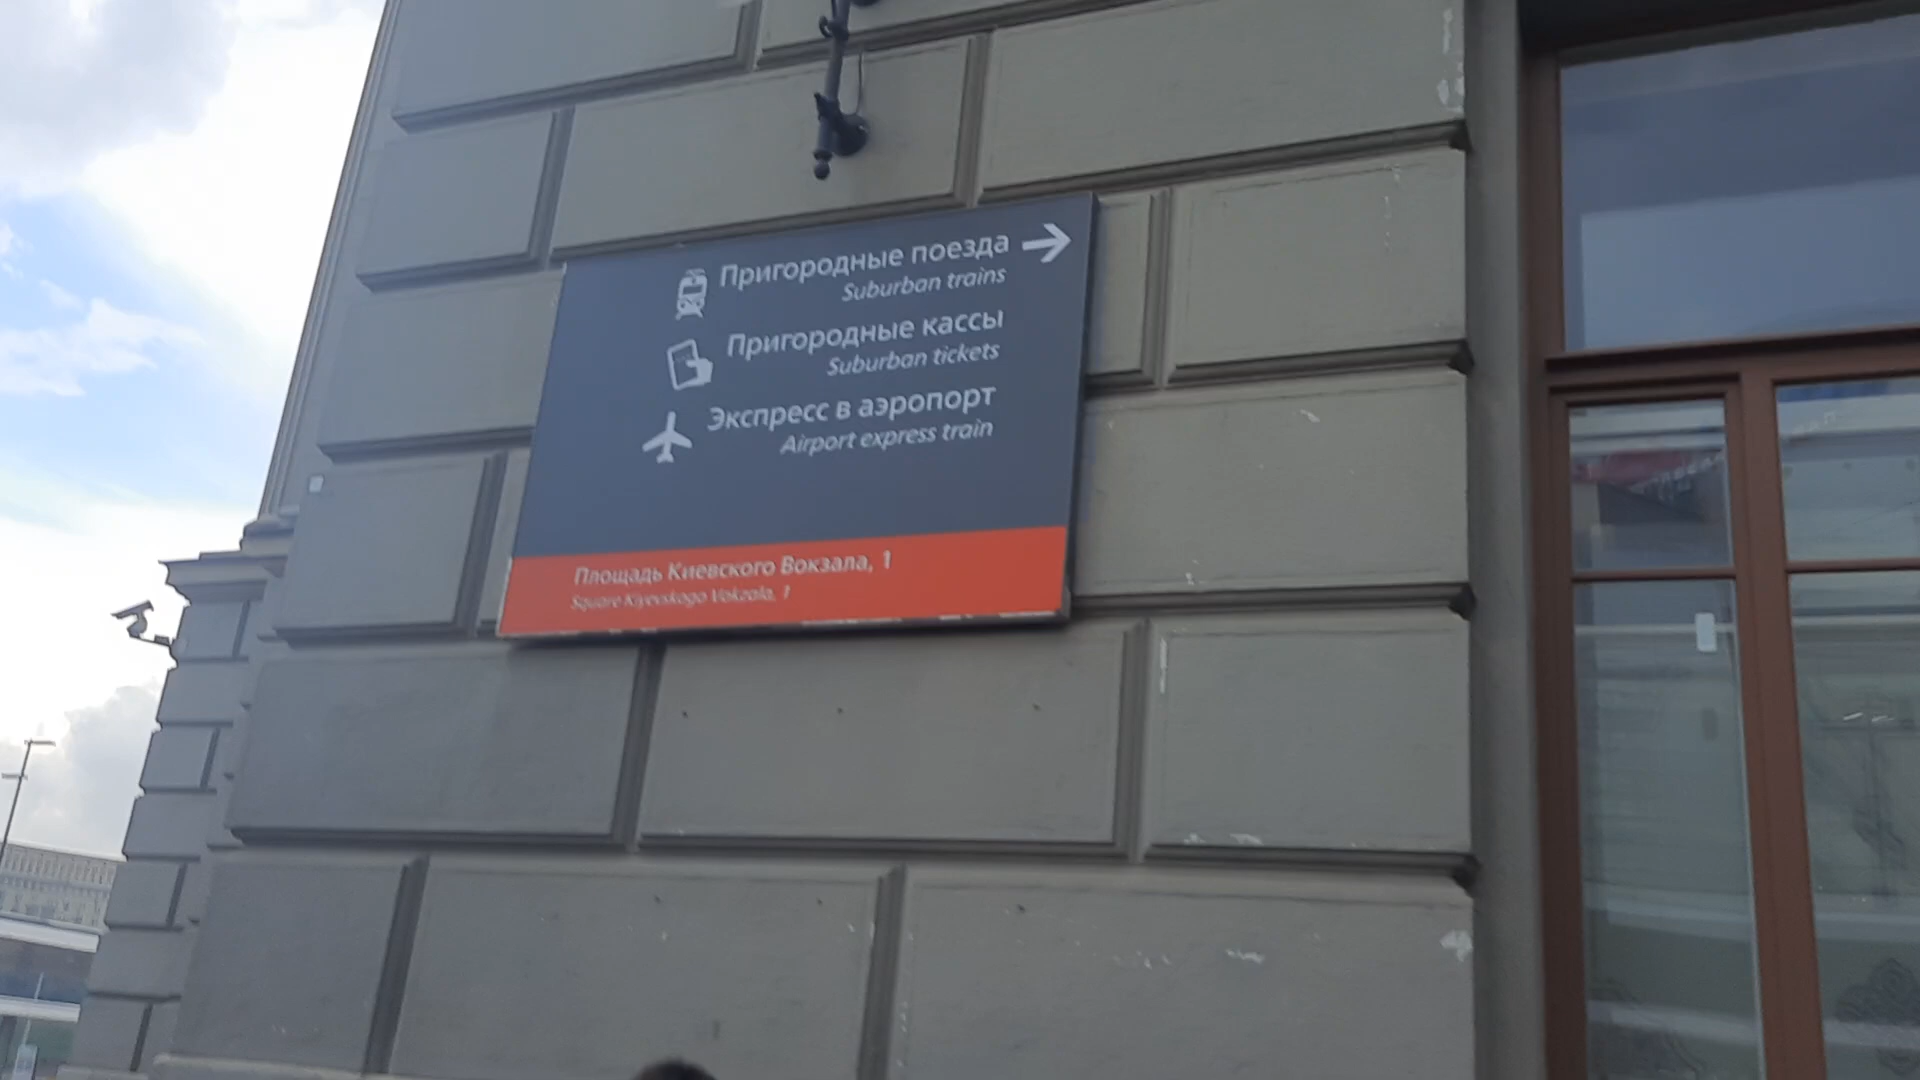 Пригородные поезда
Suburban trains
Пригородные кассы
Suburban tickets
Экспресс в аэропорт
Airport express train
Площадь Киевского Вокзала, 1
Square Kiyevskogo Vokzala, 1